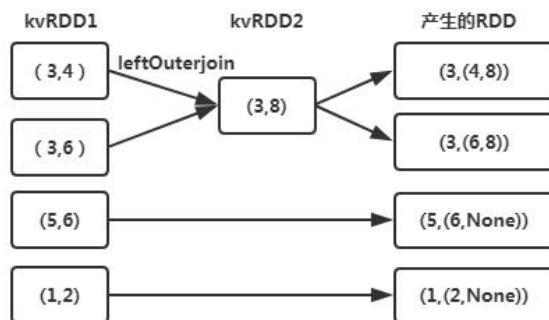 kvRDD1 kvRDD2 产生的RDD
（3,4） leftOuterjoin (3,(4,8))
(3,8)
（3,6） (3,(6,8))
(5,6) (5,(6,None))
(1,2) (1,(2,None))